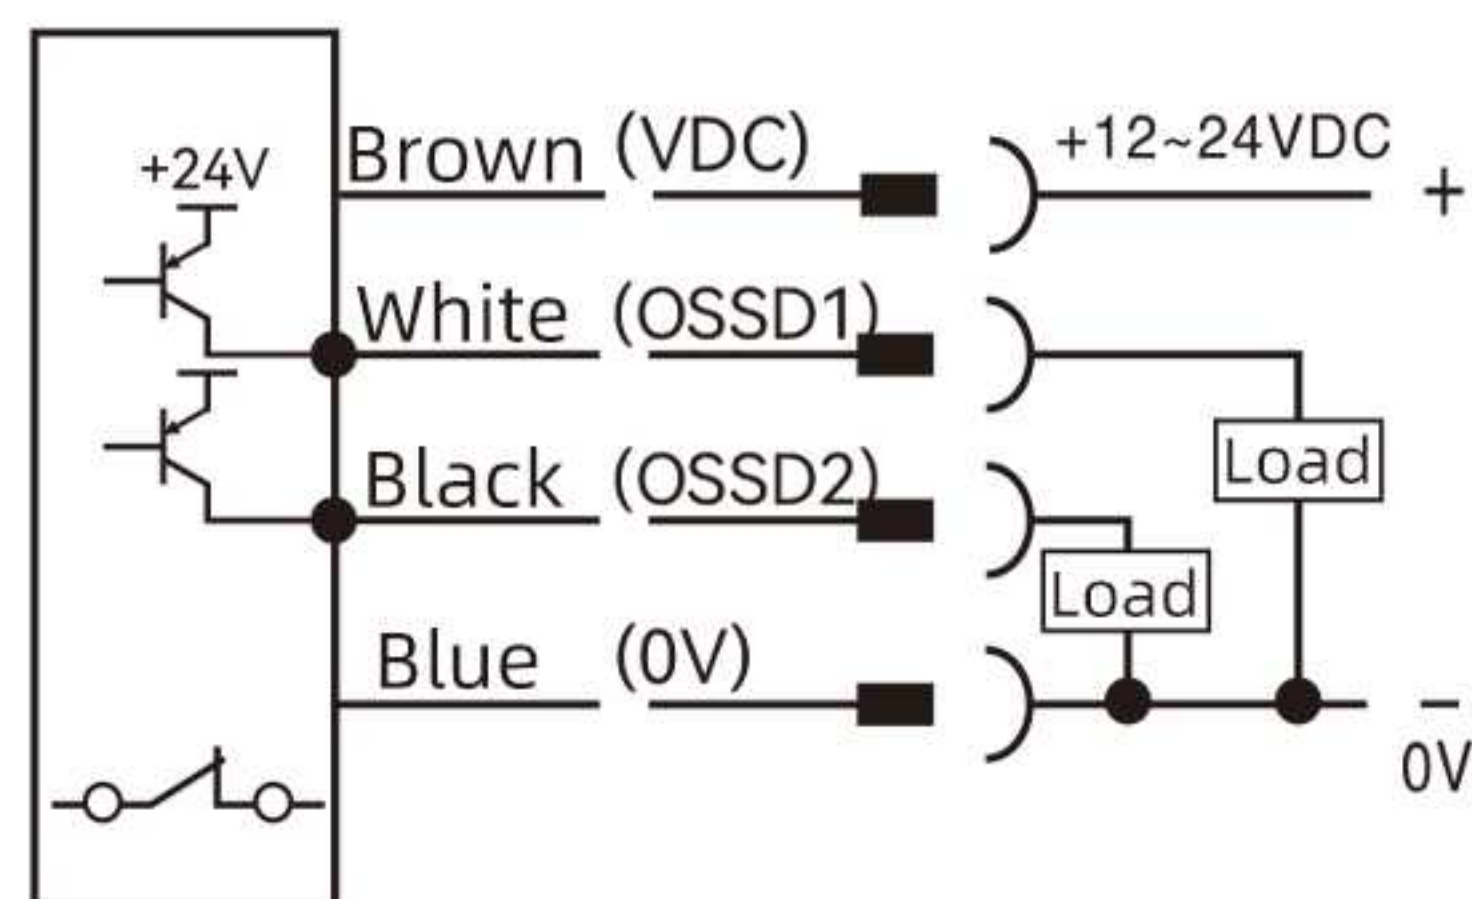 +24V
Brown (VDC)
+12~24VDC
+
White (OSSD1)
Load
Black (OSSD2)
Load
Blue (0V)
−
0V